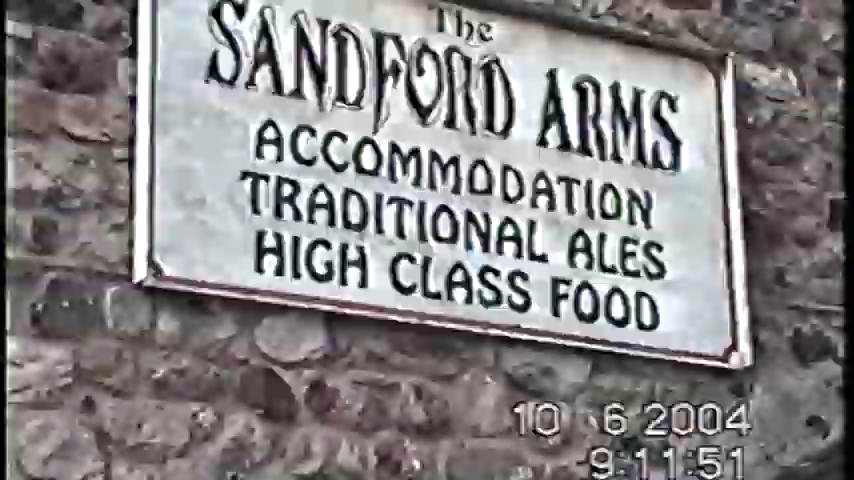 The
SANDFORD ARMS
ACCOMMODATION
TRADITIONAL ALES
HIGH CLASS FOOD
10 6 2004
9:11:51